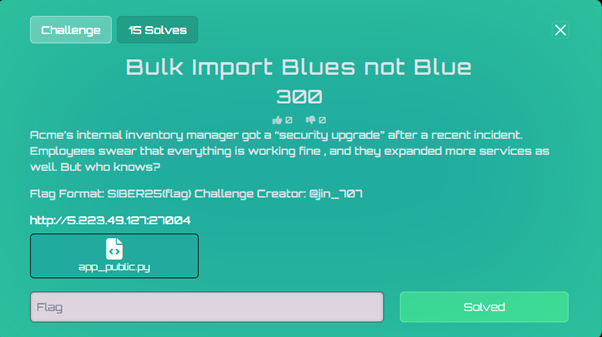 Challenge
15 Solves
Bulk Import Blues not Blue
300
0 0
Acme's internal inventory manager got a "security upgrade" after a recent incident.
Employees swear that everything is working fine , and they expanded more services as
well. But who knows?
Flag Format: SIBER25{flag} Challenge Creator: @jin_707
http://5.223.49.127:27004
app_public.py
Flag
Solved